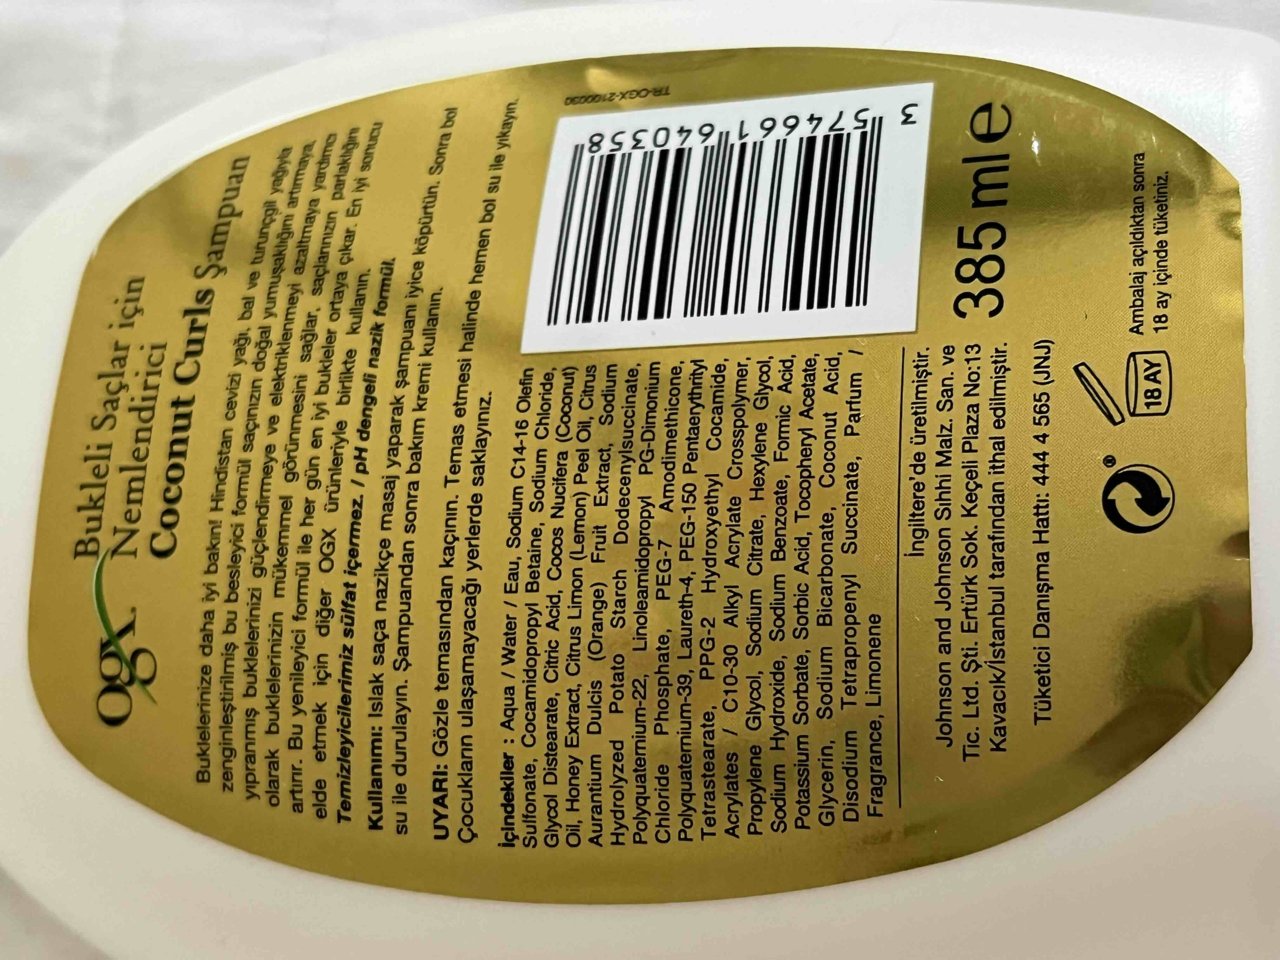 ogx.
Bukleli Saçlar için
Nemlendirici
Coconut Curls Şampuan
Buklelerinize daha iyi bakın! Hindistan cevizi yağı, bal ve turunçgil yağıyla
zenginleştirilmiş bu besleyici formül saçınızın doğal yumuşaklığını artırmaya,
yıpranmış buklelerinizi güçlendirmeye ve elektriklenmeyi azaltmaya yardımcı
olarak buklelerinizin mükemmel görünmesini sağlar, saçlarınızın parlaklığını
artırır. Bu yenileyici formül ile her gün en iyi bukleler ortaya çıkar. En iyi sonucu
elde etmek için diğer OGX ürünleriyle birlikte kullanın.
Temizleyicilerimiz sülfat içermez. / pH dengeli nazik formül.
Kullanımı: Islak saça nazikçe masaj yaparak şampuanı iyice köpürtün. Sonra bol
su ile durulayın. Şampuandan sonra bakım kremi kullanın.
UYARI: Gözle temasından kaçının. Temas etmesi halinde hemen bol su ile yıkayın.
Çocukların ulaşamayacağı yerlerde saklayınız.
İçindekiler : Aqua / Water / Eau, Sodium C14-16 Olefin
Sulfonate, Cocamidopropyl Betaine, Sodium Chloride,
Glycol Distearate, Citric Acid, Cocos Nucifera (Coconut)
Oil, Honey Extract, Citrus Limon (Lemon) Peel Oil, Citrus
Aurantium Dulcis (Orange) Fruit Extract, Sodium
Hydrolyzed Potato Starch Dodecenylsuccinate,
Polyquaternium-22, Linoleamidopropyl PG-Dimonium
Chloride Phosphate, PEG-7 Amodimethicone,
Polyquaternium-39, Laureth-4, PEG-150 Pentaerythrityl
Tetrastearate, PPG-2 Hydroxyethyl Cocamide,
Acrylates / C10-30 Alkyl Acrylate Crosspolymer,
Propylene Glycol, Sodium Citrate, Hexylene Glycol,
Sodium Hydroxide, Sodium Benzoate, Formic Acid,
Potassium Sorbate, Sorbic Acid, Tocopheryl Acetate,
Glycerin, Sodium Bicarbonate, Coconut Acid,
Disodium Tetrapropenyl Succinate, Parfum /
Fragrance, Limonene
TR-OGX-2100030
3 574661 640358
İngiltere'de üretilmiştir.
Johnson and Johnson Sıhhi Malz. San. ve
Tic. Ltd. Şti. Ertürk Sok. Keçeli Plaza No:13
Kavacık/İstanbul tarafından ithal edilmiştir.
Tüketici Danışma Hattı: 444 4 565 (JNJ)
385 ml e
18 AY
Ambalaj açıldıktan sonra
18 ay içinde tüketiniz.